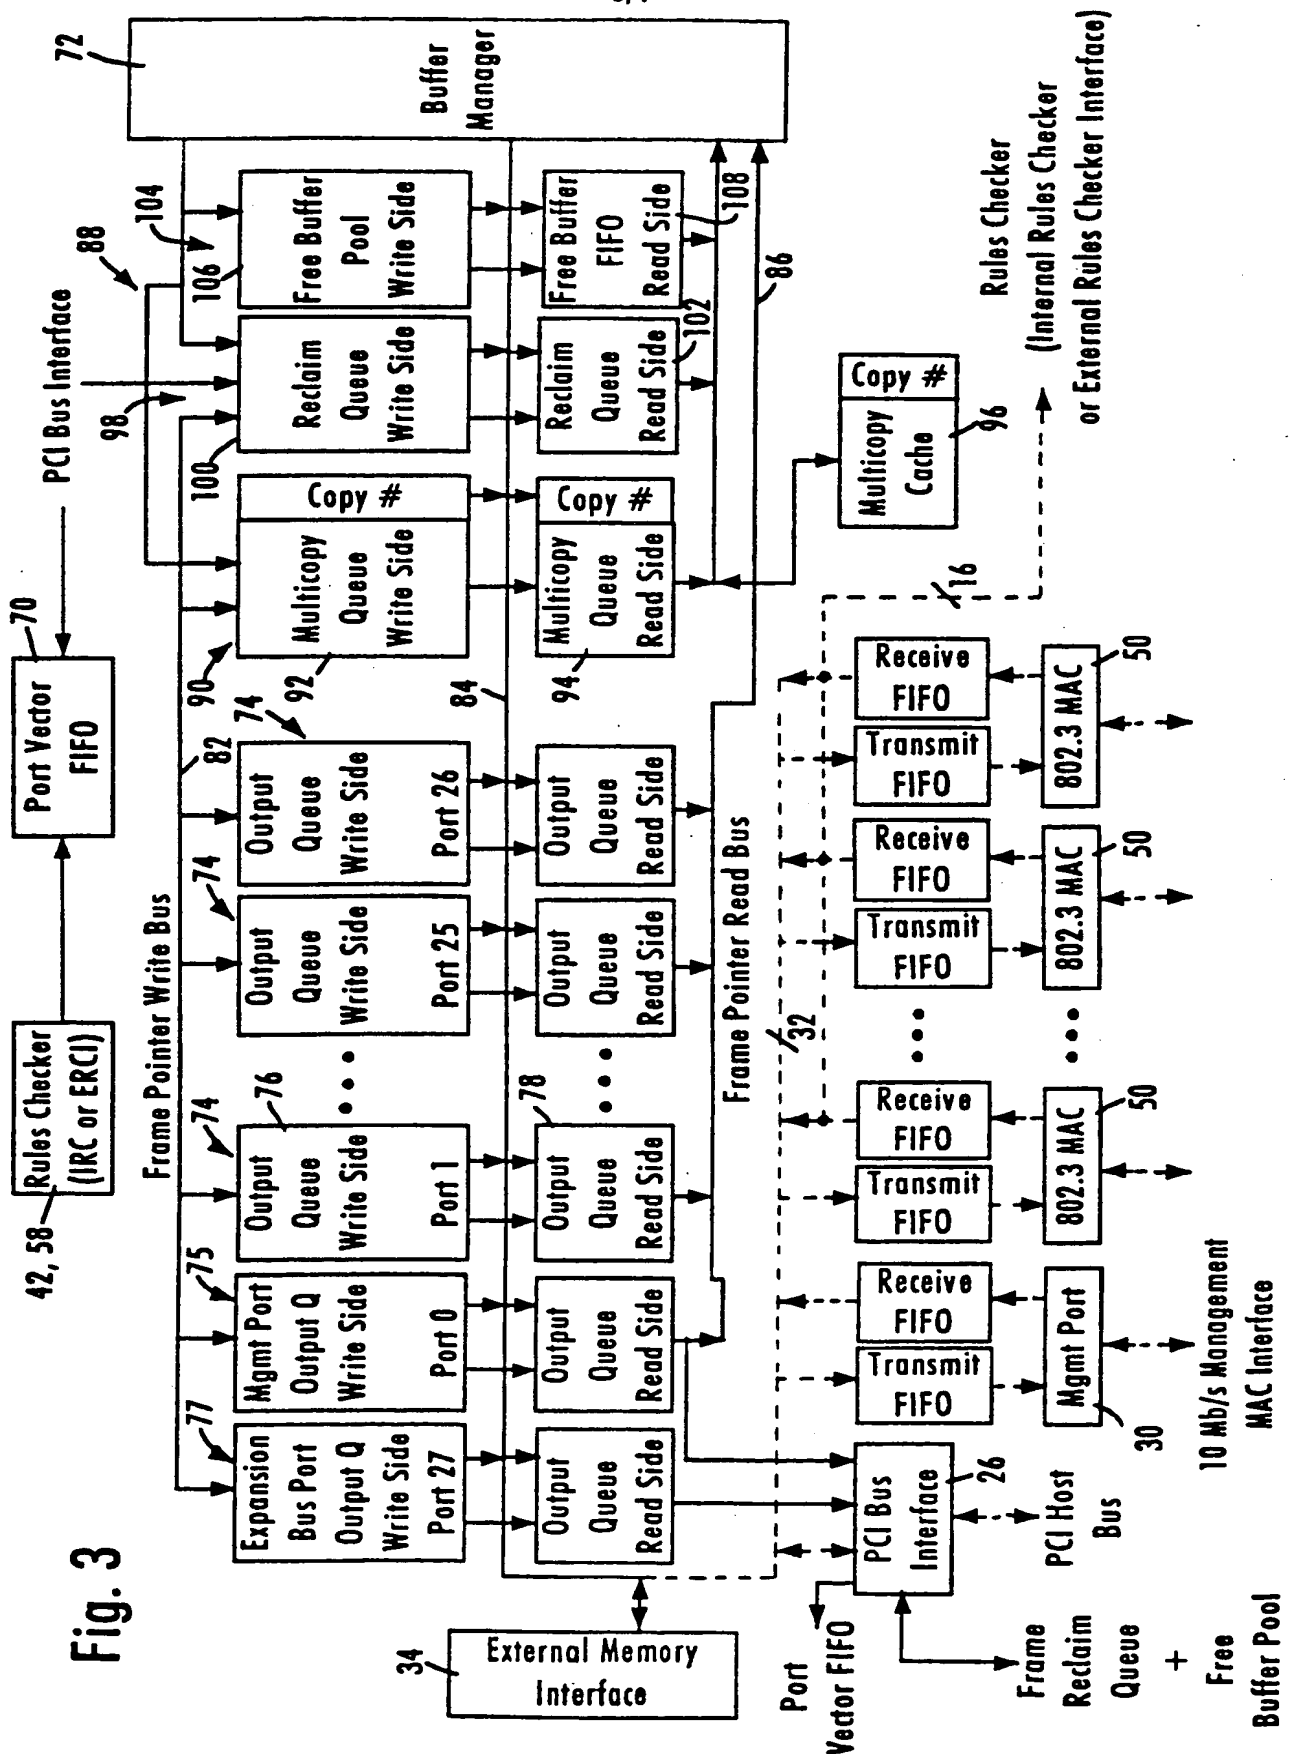 Fig. 3
42, 58
Rules Checker
(IRC or ERCI)
70
Port Vector
FIFO
PCI Bus Interface
72
Buffer
Manager
Frame Pointer Write Bus
82
88
98
104
77
Expansion
Bus Port
Output Q
Write Side
Port 27
75
Mgmt Port
Output Q
Write Side
Port 0
74
76
Output
Queue
Write Side
Port 1
74
Output
Queue
Write Side
Port 25
74
Output
Queue
Write Side
Port 26
90
92
Multicopy
Queue
Write Side
Copy #
100
Reclaim
Queue
Write Side
106
Free Buffer
Pool
Write Side
84
Output
Queue
Read Side
Output
Queue
Read Side
78
Output
Queue
Read Side
Output
Queue
Read Side
Output
Queue
Read Side
94
Multicopy
Queue
Read Side
Copy #
102
Reclaim
Queue
Read Side
108
Free Buffer
FIFO
Read Side
34
External Memory
Interface
Frame Pointer Read Bus
86
32
16
96
Multicopy
Cache
Copy #
Port
Vector FIFO
PCI Bus
Interface
26
Transmit
FIFO
Receive
FIFO
Transmit
FIFO
Receive
FIFO
Transmit
FIFO
Receive
FIFO
Transmit
FIFO
Receive
FIFO
30
Mgmt Port
802.3 MAC
50
802.3 MAC
50
802.3 MAC
50
Rules Checker
(Internal Rules Checker
or External Rules Checker Interface)
Frame
Reclaim
Queue
+
Free
Buffer Pool
PCI Host
Bus
10 Mb/s Management
MAC Interface